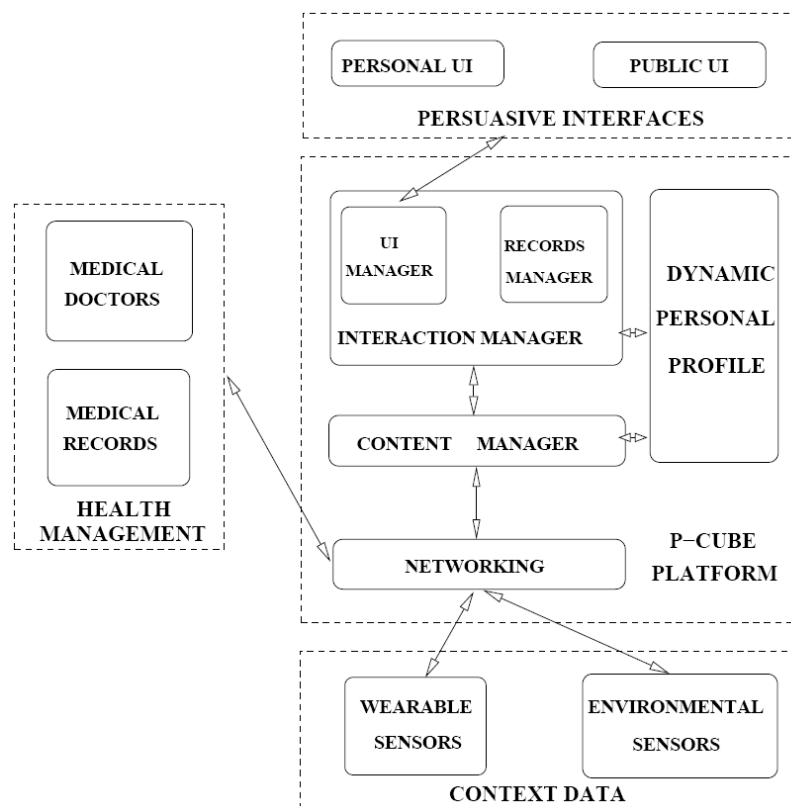 PERSONAL UI
PUBLIC UI
PERSUASIVE INTERFACES
UI
MANAGER
RECORDS
MANAGER
INTERACTION MANAGER
DYNAMIC
PERSONAL
PROFILE
MEDICAL
DOCTORS
MEDICAL
RECORDS
HEALTH
MANAGEMENT
CONTENT MANAGER
NETWORKING
P−CUBE
PLATFORM
WEARABLE
SENSORS
ENVIRONMENTAL
SENSORS
CONTEXT DATA